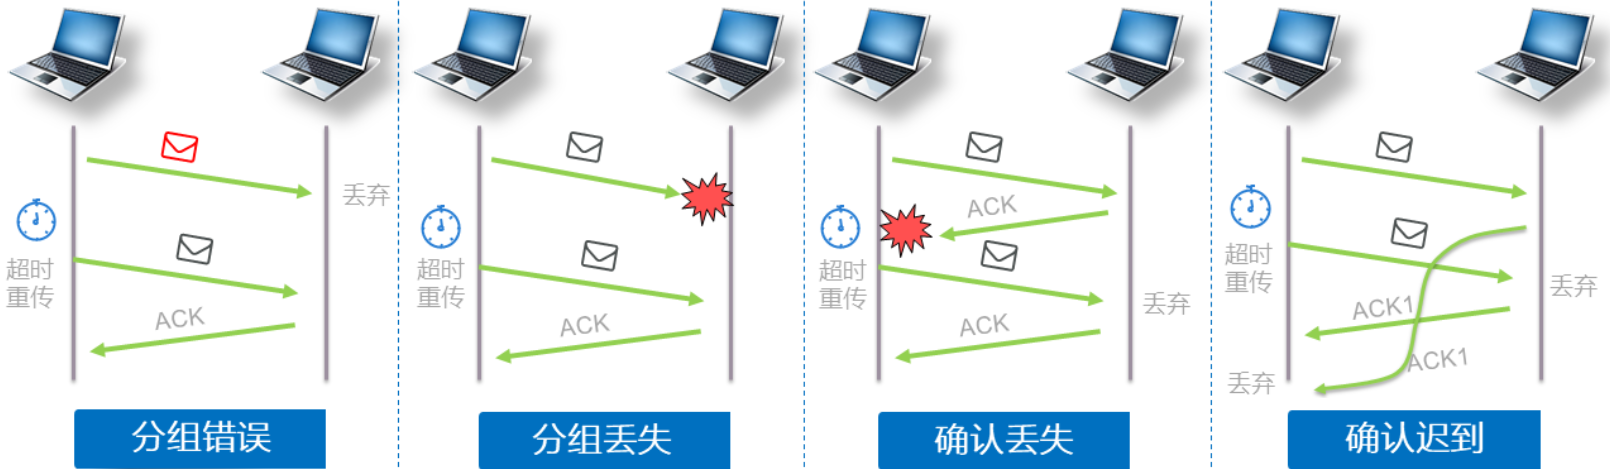 丢弃
超时
重传
ACK
分组错误
超时
重传
ACK
分组丢失
ACK
超时
重传
丢弃
ACK
确认丢失
超时
重传
丢弃
ACK1
ACK1
丢弃
确认迟到